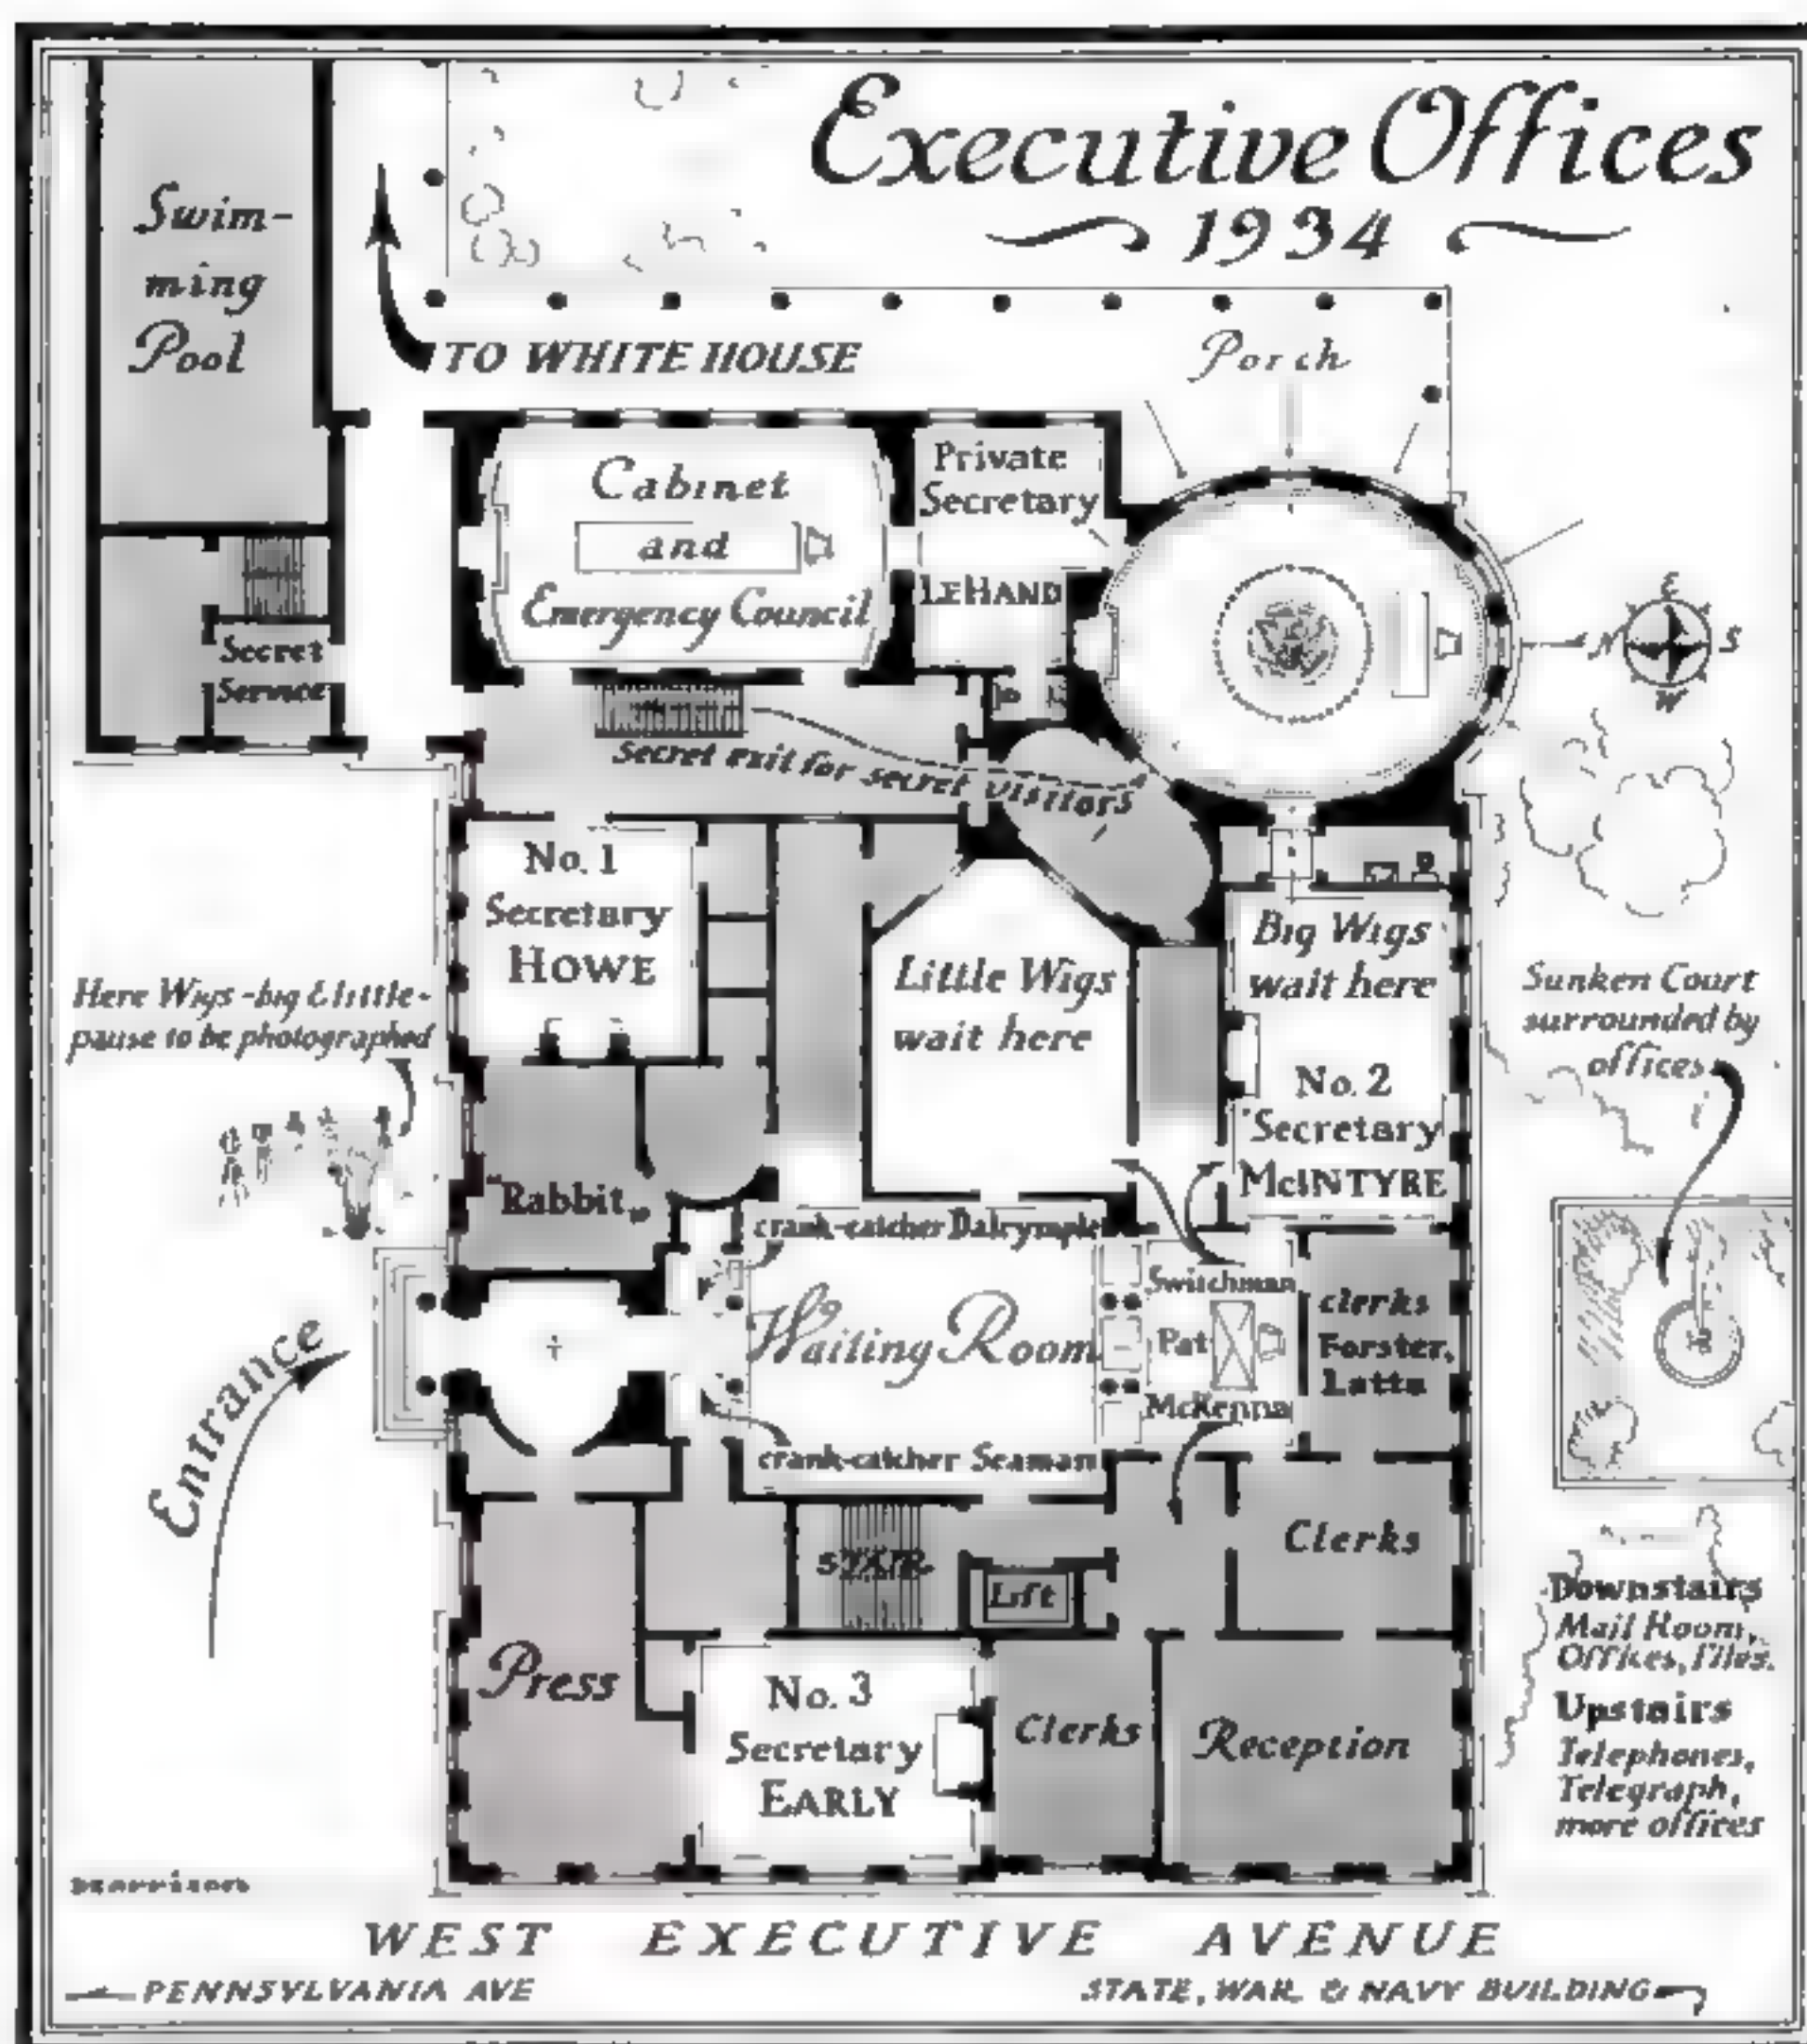 Executive Offices
1934
Swim-
ming
Pool
TO WHITE HOUSE
Porch
Cabinet
and
Emergency Council
Private
Secretary
LEHAND
E
N
S
W
Secret
Service
Secret exit for secret visitors
No. 1
Secretary
HOWE
Little Wigs
wait here
Big Wigs
wait here
No. 2
Secretary
McINTYRE
Here Wigs - big & little -
pause to be photographed
Sunken Court
surrounded by
offices
"Rabbit"
crank-catcher Dalrymple
Waiting Room
crank-catcher Seaman
Switchman
Pat
McKenna
clerks
Forster,
Latta
Entrance
STAIR
Lift
Clerks
Press
No. 3
Secretary
EARLY
Clerks
Reception
Downstairs
Mail Room,
Offices, Files.
Upstairs
Telephones,
Telegraph,
more offices
WEST EXECUTIVE AVENUE
PENNSYLVANIA AVE
STATE, WAR, & NAVY BUILDING